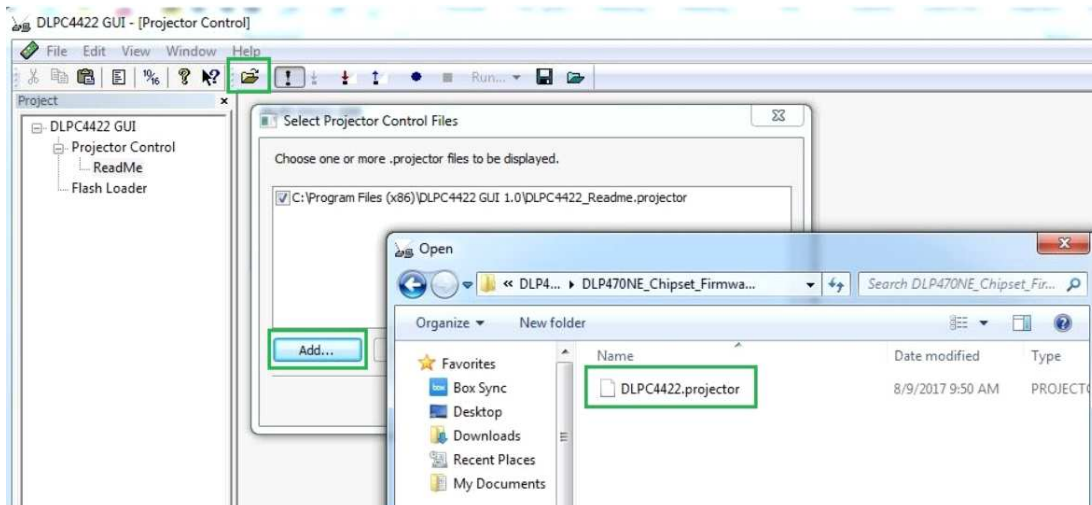 DLPC4422 GUI - [Projector Control]
File Edit View Window Help
Run...
Project
DLPC4422 GUI
Projector Control
ReadMe
Flash Loader
Select Projector Control Files
Choose one or more .projector files to be displayed.
C:\Program Files (x86)\DLPC4422 GUI 1.0\DLPC4422_Readme.projector
Add...
Open
« DLP4... ▸ DLP470NE_Chipset_Firmwa...
Search DLP470NE_Chipset_Fir...
Organize New folder
Favorites
Box Sync
Desktop
Downloads
Recent Places
My Documents
Name Date modified Type
DLPC4422.projector 8/9/2017 9:50 AM PROJECT